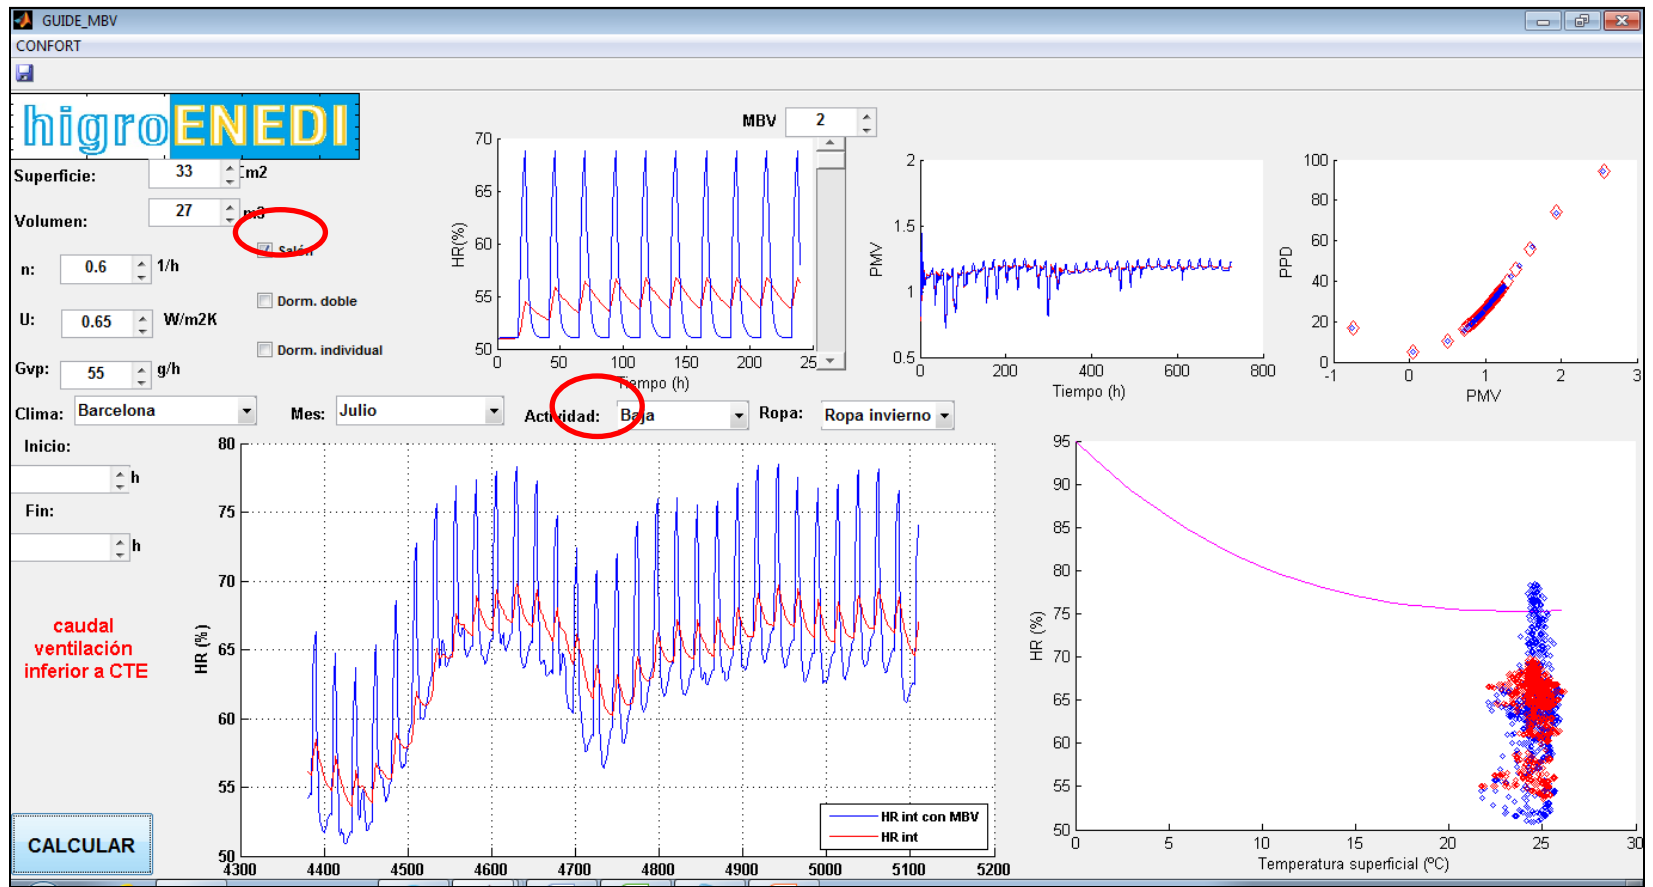 GUIDE_MBV
CONFORT
higroENEDI
Superficie: 33 m2
Volumen: 27 m3
n: 0.6 1/h
U: 0.65 W/m2K
Gvp: 55 g/h
Salón
Dorm. doble
Dorm. individual
MBV 2
70
65
60
55
50
HR(%)
0 50 100 150 200 25
Tiempo (h)
2
1.5
1
0.5
PMV
0 200 400 600 800
Tiempo (h)
100
80
60
40
20
0
PPD
-1 0 1 2 3
PMV
Clima: Barcelona Mes: Julio Actividad: Baja Ropa: Ropa invierno
Inicio:
h
Fin:
h
caudal
ventilación
inferior a CTE
CALCULAR
80
75
70
65
60
55
50
HR (%)
4300 4400 4500 4600 4700 4800 4900 5000 5100 5200
HR int con MBV
HR int
95
90
85
80
75
70
65
60
55
50
HR (%)
0 5 10 15 20 25 30
Temperatura superficial (ºC)